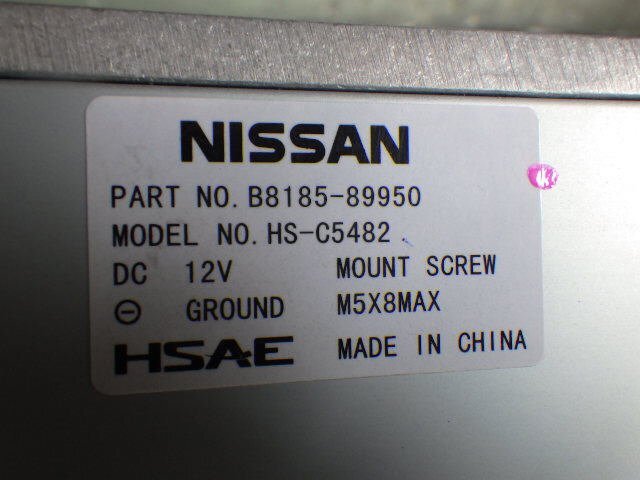 NISSAN
PART NO. B8185-89950
MODEL NO. HS-C5482
DC 12V MOUNT SCREW
⊖ GROUND M5X8MAX
HSAE MADE IN CHINA